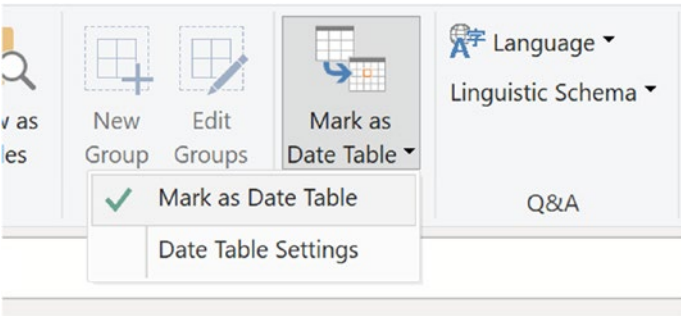 Language
Linguistic Schema
w as
les
New
Group
Edit
Groups
Mark as
Date Table
Q&A
Mark as Date Table
Date Table Settings